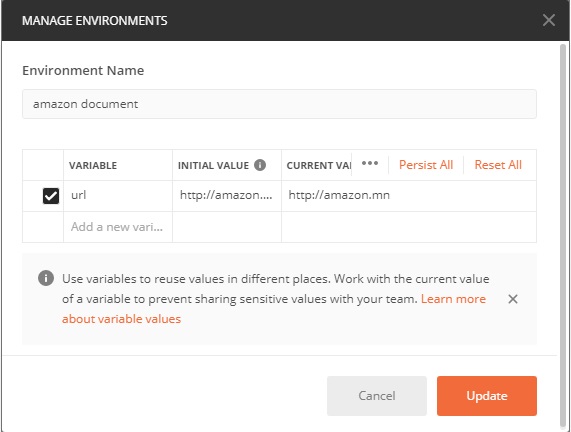 MANAGE ENVIRONMENTS
Environment Name
amazon document
VARIABLE INITIAL VALUE CURRENT VAI ••• Persist All Reset All
url http://amazon.... http://amazon.mn
Add a new vari...
Use variables to reuse values in different places. Work with the current value
of a variable to prevent sharing sensitive values with your team. Learn more
about variable values
Cancel Update